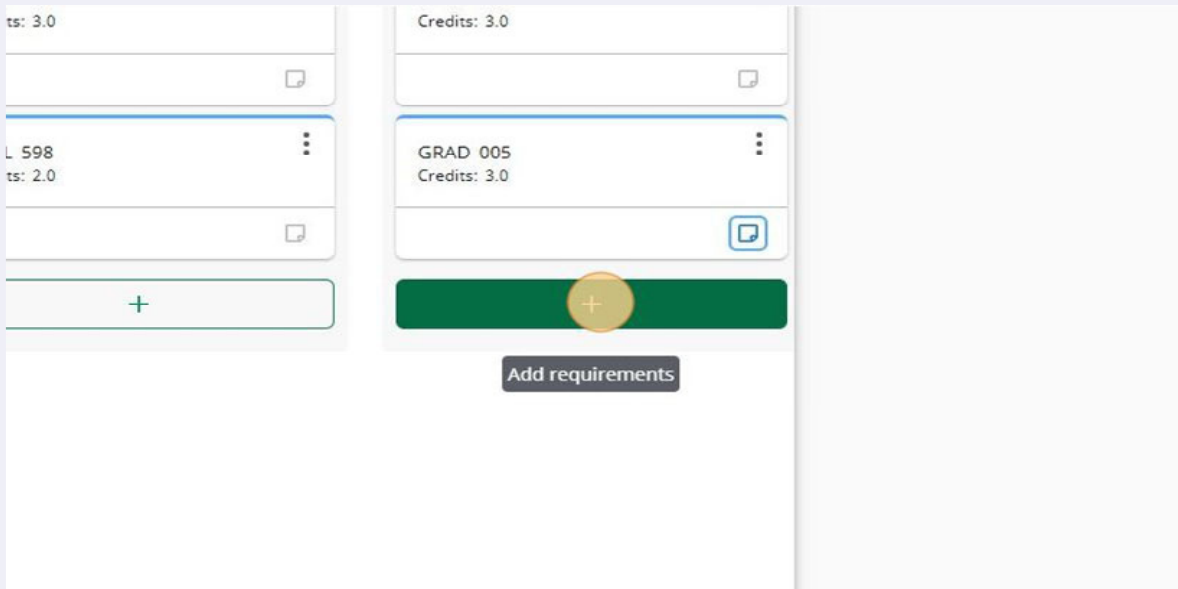 ts: 3.0
Credits: 3.0
L 598
ts: 2.0
GRAD 005
Credits: 3.0
+
+
Add requirements